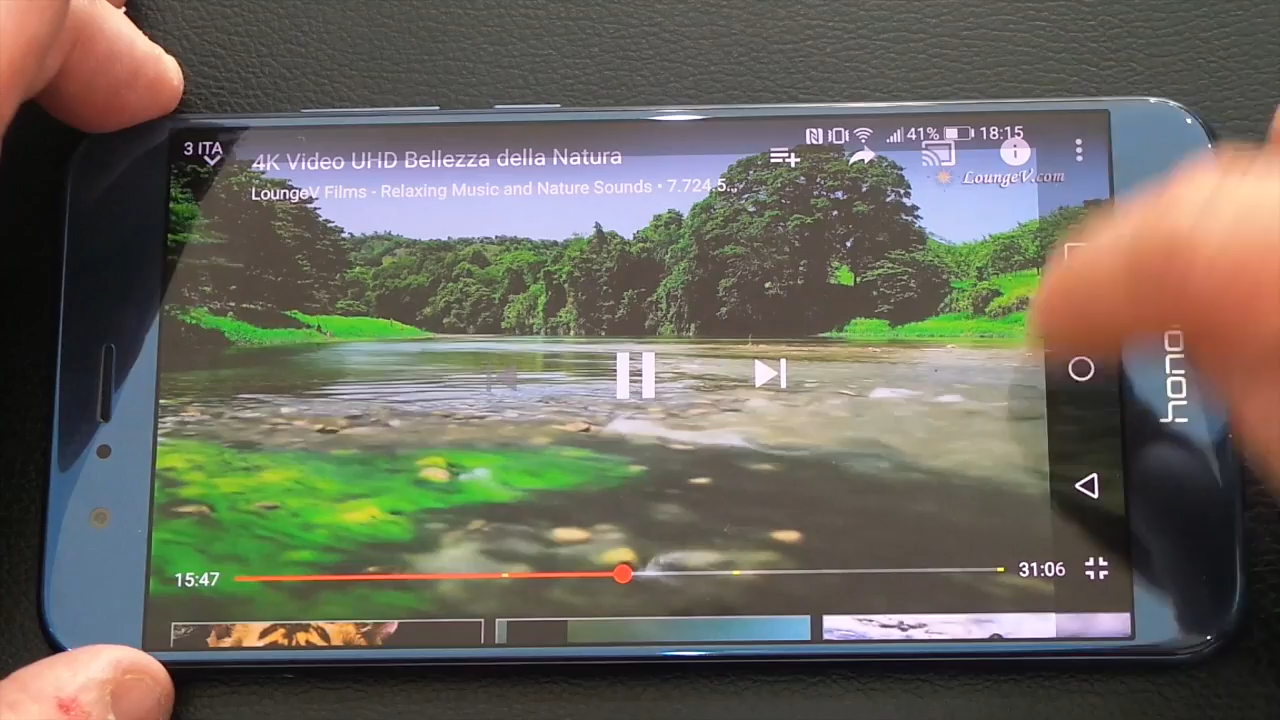 3 ITA
41% 18:15
4K Video UHD Bellezza della Natura
LoungeV Films - Relaxing Music and Nature Sounds • 7.724.5...
LoungeV.com
15:47
31:06